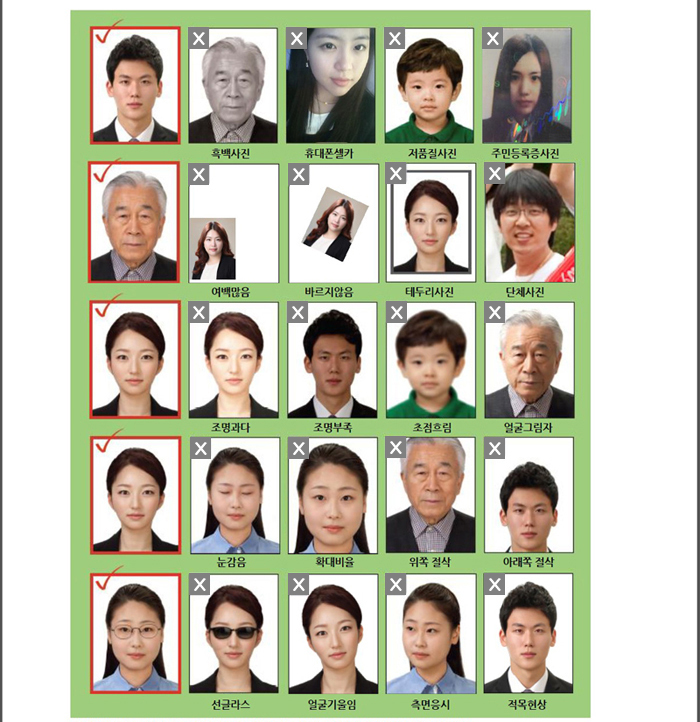 흑백사진 휴대폰셀카 저품질사진 주민등록증사진
여백많음 바르지않음 테두리사진 단체사진
조명과다 조명부족 초점흐림 얼굴그림자
눈감음 확대비율 위쪽 절삭 아래쪽 절삭
선글라스 얼굴기울임 측면응시 적목현상